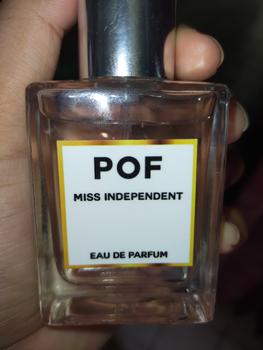 POF
MISS INDEPENDENT
EAU DE PARFUM